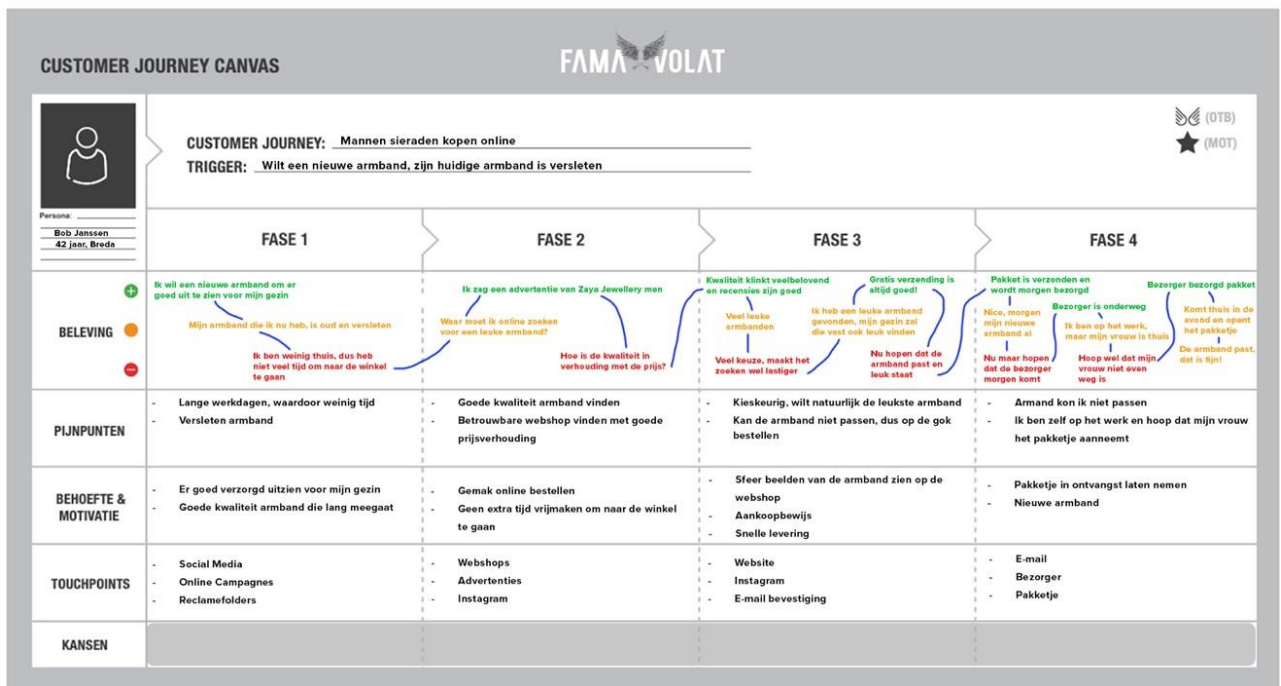 CUSTOMER JOURNEY CANVAS
FAMA VOLAT
CUSTOMER JOURNEY: Mannen sieraden kopen online
TRIGGER: Wilt een nieuwe armband, zijn huidige armband is versleten
(OTB)
(MOT)
Persona:
Bob Janssen
42 jaar, Breda
FASE 1
FASE 2
FASE 3
FASE 4
BELEVING
Ik wil een nieuwe armband om er
goed uit te zien voor mijn gezin
Mijn armband die ik nu heb, is oud en versleten
Ik ben weinig thuis, dus heb
niet veel tijd om naar de winkel
te gaan
Ik zag een advertentie van Zaya Jewellery men
Waar moet ik online zoeken
voor een leuke armband?
Hoe is de kwaliteit in
verhouding met de prijs?
Kwaliteit klinkt veelbelovend
en recensies zijn goed
Veel leuke
armbanden
Veel keuze, maakt het
zoeken wel lastiger
Ik heb een leuke armband
gevonden, mijn gezin zal
die vast ook leuk vinden
Gratis verzending is
altijd goed!
Nu hopen dat de
armband past en
leuk staat
Pakket is verzonden en
wordt morgen bezorgd
Nice, morgen
mijn nieuwe
armband al
Nu maar hopen
dat de bezorger
morgen komt
Bezorger is onderweg
Ik ben op het werk,
maar mijn vrouw is thuis
Hoop wel dat mijn
vrouw niet even
weg is
Bezorger bezorgd pakket
Komt thuis in de
avond en opent
het pakketje
De armband past,
dat is fijn!
PIJNPUNTEN
- Lange werkdagen, waardoor weinig tijd
- Versleten armband
- Goede kwaliteit armband vinden
- Betrouwbare webshop vinden met goede
prijsverhouding
- Kieskeurig, wilt natuurlijk de leukste armband
- Kan de armband niet passen, dus op de gok
bestellen
- Armand kon ik niet passen
- Ik ben zelf op het werk en hoop dat mijn vrouw
het pakketje aanneemt
BEHOEFTE &
MOTIVATIE
- Er goed verzorgd uitzien voor mijn gezin
- Goede kwaliteit armband die lang meegaat
- Gemak online bestellen
- Geen extra tijd vrijmaken om naar de winkel
te gaan
- Sfeer beelden van de armband zien op de
webshop
- Aankoopbewijs
- Snelle levering
- Pakketje in ontvangst laten nemen
- Nieuwe armband
TOUCHPOINTS
- Social Media
- Online Campagnes
- Reclamefolders
- Webshops
- Advertenties
- Instagram
- Website
- Instagram
- E-mail bevestiging
- E-mail
- Bezorger
- Pakketje
KANSEN